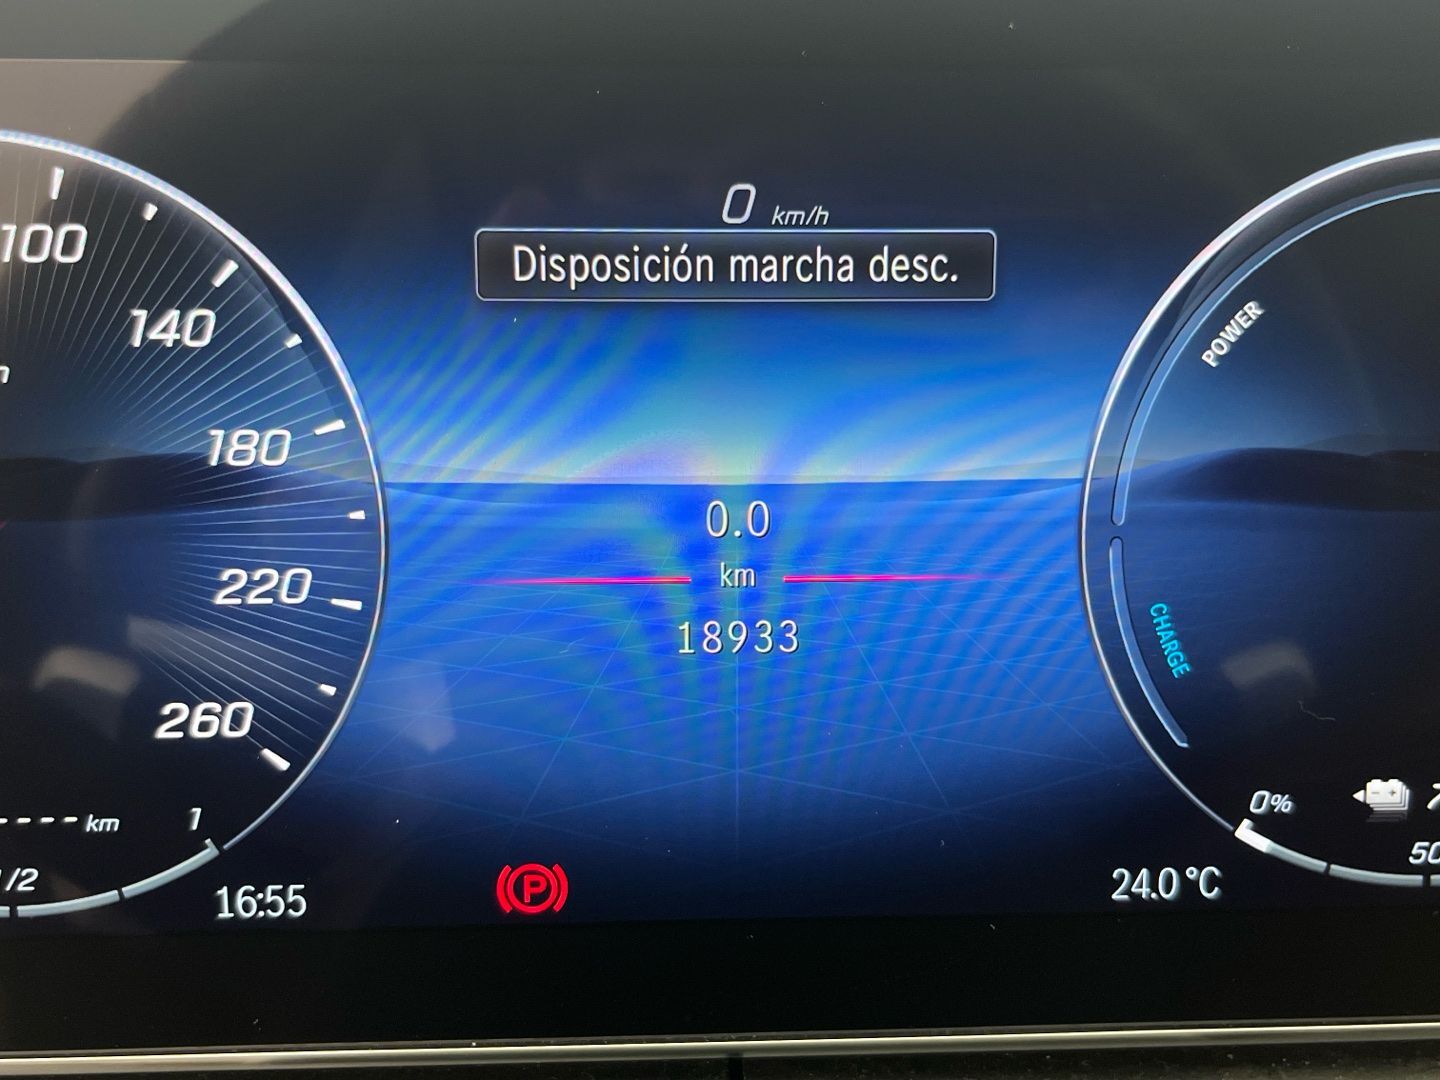 0 km/h
Disposición marcha desc.
100
140
180
220
260
POWER
0.0
km
18933
CHARGE
---- km
1
1/2
0%
50
16:55
P
24.0 °C